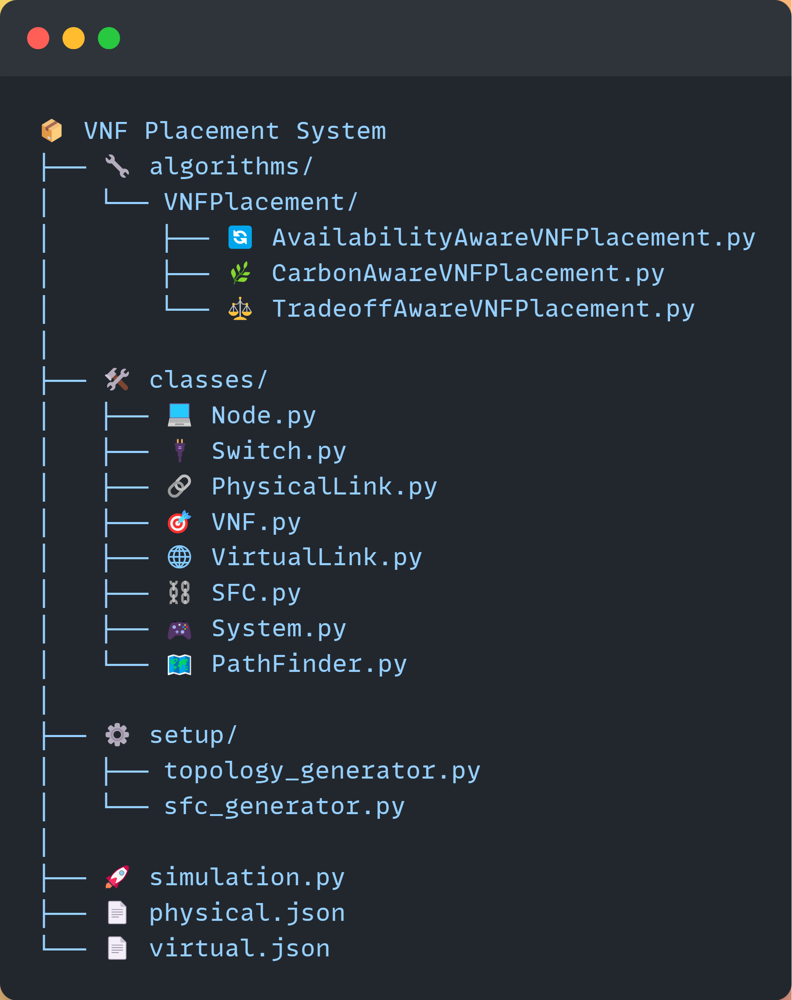 VNF Placement System
algorithms/
VNFPlacement/
AvailabilityAwareVNFPlacement.py
CarbonAwareVNFPlacement.py
TradeoffAwareVNFPlacement.py
classes/
Node.py
Switch.py
PhysicalLink.py
VNF.py
VirtualLink.py
SFC.py
System.py
PathFinder.py
setup/
topology_generator.py
sfc_generator.py
simulation.py
physical.json
virtual.json